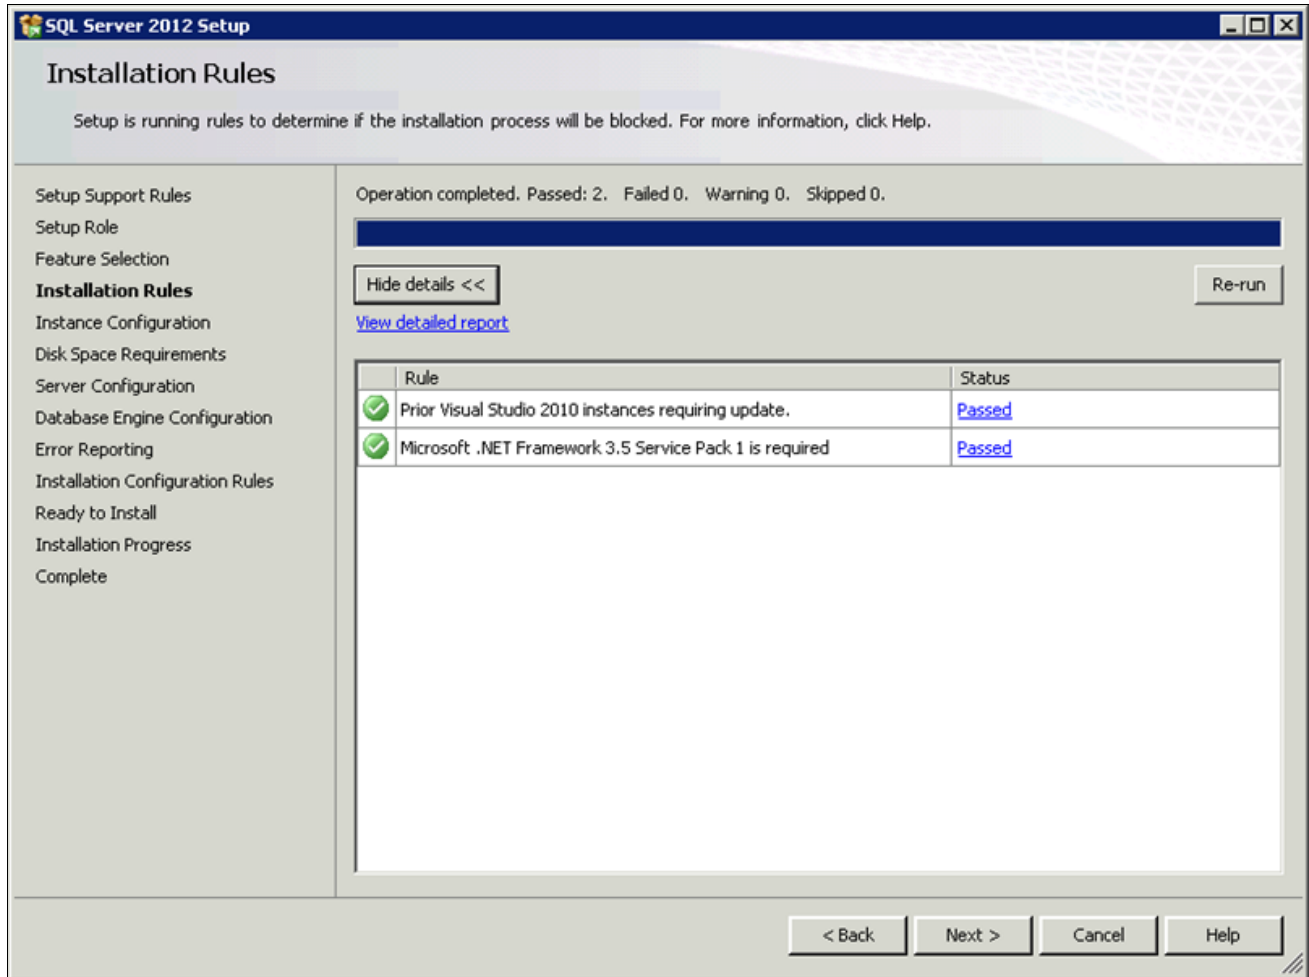 SQL Server 2012 Setup
Installation Rules
Setup is running rules to determine if the installation process will be blocked. For more information, click Help.
Setup Support Rules
Setup Role
Feature Selection
Installation Rules
Instance Configuration
Disk Space Requirements
Server Configuration
Database Engine Configuration
Error Reporting
Installation Configuration Rules
Ready to Install
Installation Progress
Complete
Operation completed. Passed: 2.   Failed 0.   Warning 0.   Skipped 0.
Hide details <<
Re-run
View detailed report
Rule Status
Prior Visual Studio 2010 instances requiring update. Passed
Microsoft .NET Framework 3.5 Service Pack 1 is required Passed
< Back Next > Cancel Help